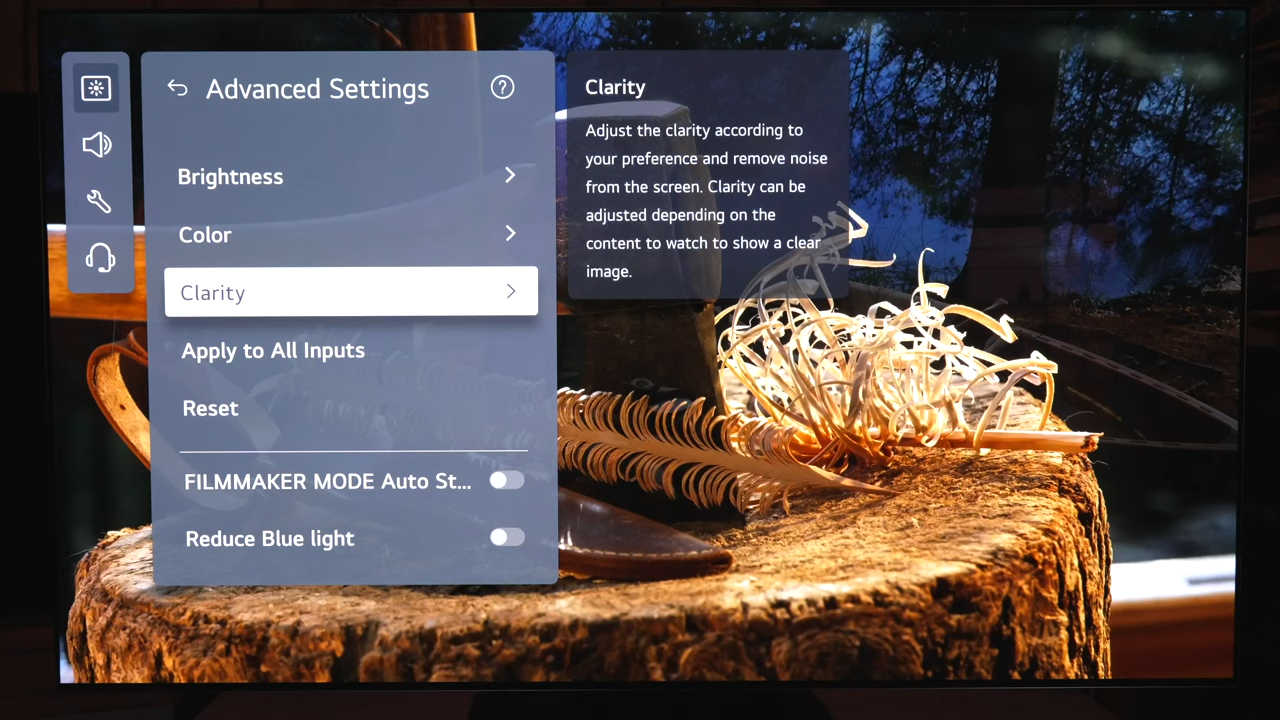 Advanced Settings
Brightness
Color
Clarity
Apply to All Inputs
Reset
FILMMAKER MODE Auto St...
Reduce Blue light
Clarity
Adjust the clarity according to
your preference and remove noise
from the screen. Clarity can be
adjusted depending on the
content to watch to show a clear
image.